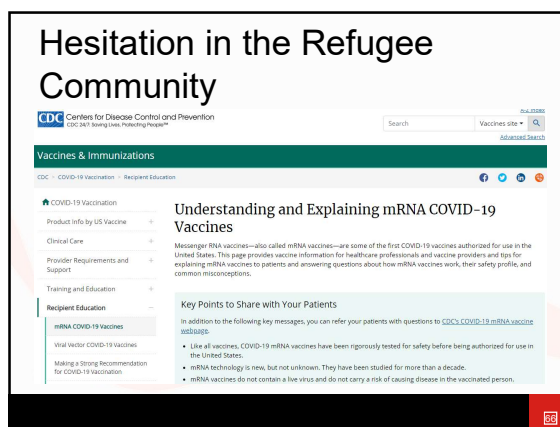 Hesitation in the Refugee
Community
A-Z Index
CDC Centers for Disease Control and Prevention
CDC 24/7: Saving Lives, Protecting People™
Search
Vaccines site
Advanced Search
Vaccines & Immunizations
CDC > COVID-19 Vaccination > Recipient Education
COVID-19 Vaccination
Product Info by US Vaccine +
Clinical Care +
Provider Requirements and +
Support
Training and Education +
Recipient Education −
mRNA COVID-19 Vaccines
Viral Vector COVID-19 Vaccines
Making a Strong Recommendation
for COVID-19 Vaccination
Understanding and Explaining mRNA COVID-19
Vaccines
Messenger RNA vaccines—also called mRNA vaccines—are some of the first COVID-19 vaccines authorized for use in the
United States. This page provides vaccine information for healthcare professionals and vaccine providers and tips for
explaining mRNA vaccines to patients and answering questions about how mRNA vaccines work, their safety profile, and
common misconceptions.
Key Points to Share with Your Patients
In addition to the following key messages, you can refer your patients with questions to CDC's COVID-19 mRNA vaccine
webpage.
• Like all vaccines, COVID-19 mRNA vaccines have been rigorously tested for safety before being authorized for use in
the United States.
• mRNA technology is new, but not unknown. They have been studied for more than a decade.
• mRNA vaccines do not contain a live virus and do not carry a risk of causing disease in the vaccinated person.
66